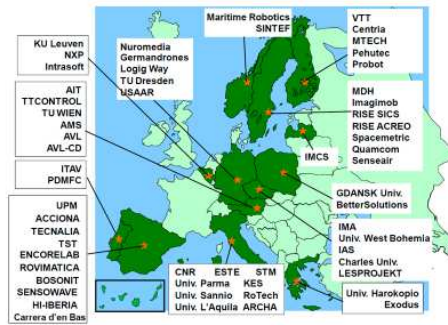 Maritime Robotics
SINTEF
VTT
Centria
MTECH
Pehutec
Probot
KU Leuven
NXP
Intrasoft
Nuromedia
Germandrones
Logig Way
TU Dresden
USAAR
AIT
TTCONTROL
TU WIEN
AMS
AVL
AVL-CD
MDH
Imagimob
RISE SICS
RISE ACREO
Spacemetric
Quamcom
Senseair
IMCS
ITAV
PDMFC
GDANSK Univ.
BetterSolutions
UPM
ACCIONA
TECNALIA
TST
ENCORELAB
ROVIMATICA
BOSONIT
SENSOWAVE
HI-IBERIA
Carrera d'en Bas
IMA
Univ. West Bohemia
IAS
Charles Univ.
LESPROJEKT
CNR ESTE STM
Univ. Parma KES
Univ. Sannio RoTech
Univ. L'Aquila ARCHA
Univ. Harokopio
Exodus